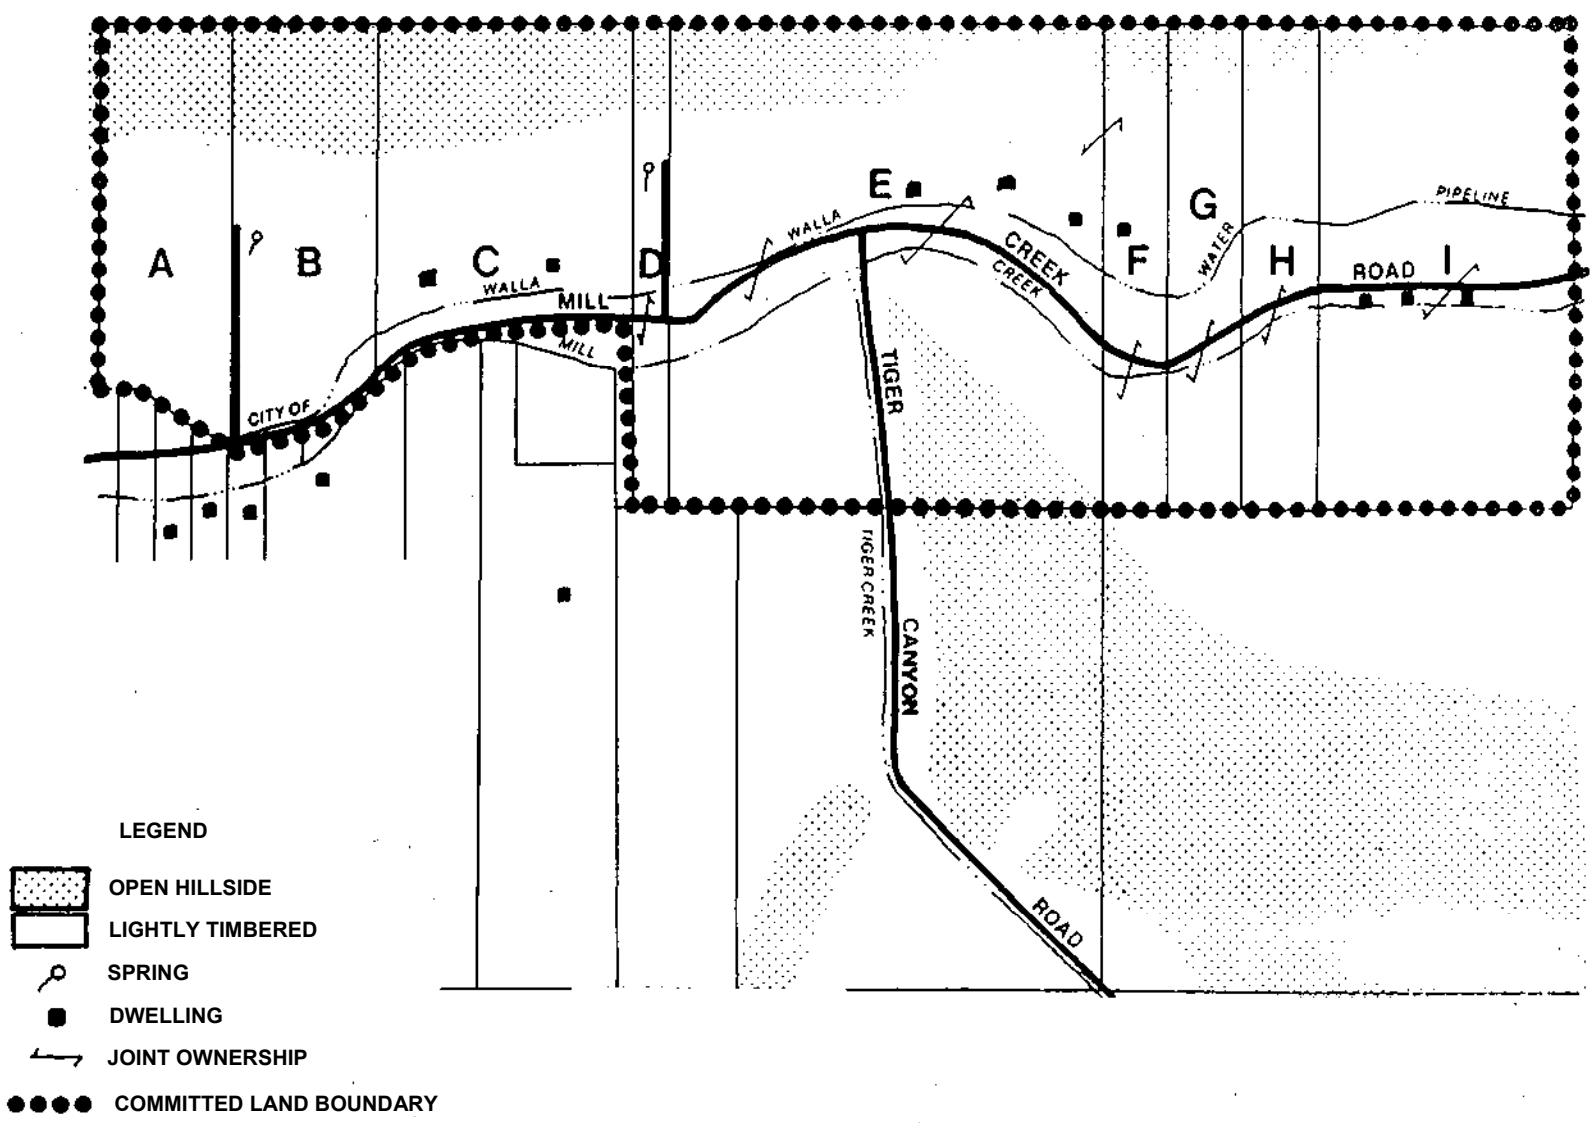 E
G
PIPELINE
WALLA
WATER
A
B
C
D
CREEK
CREEK
F
H
ROAD
I
WALLA
MILL
MILL
CITY OF
TIGER
TIGER CREEK
CANYON
ROAD
LEGEND
OPEN HILLSIDE
LIGHTLY TIMBERED
SPRING
DWELLING
JOINT OWNERSHIP
COMMITTED LAND BOUNDARY